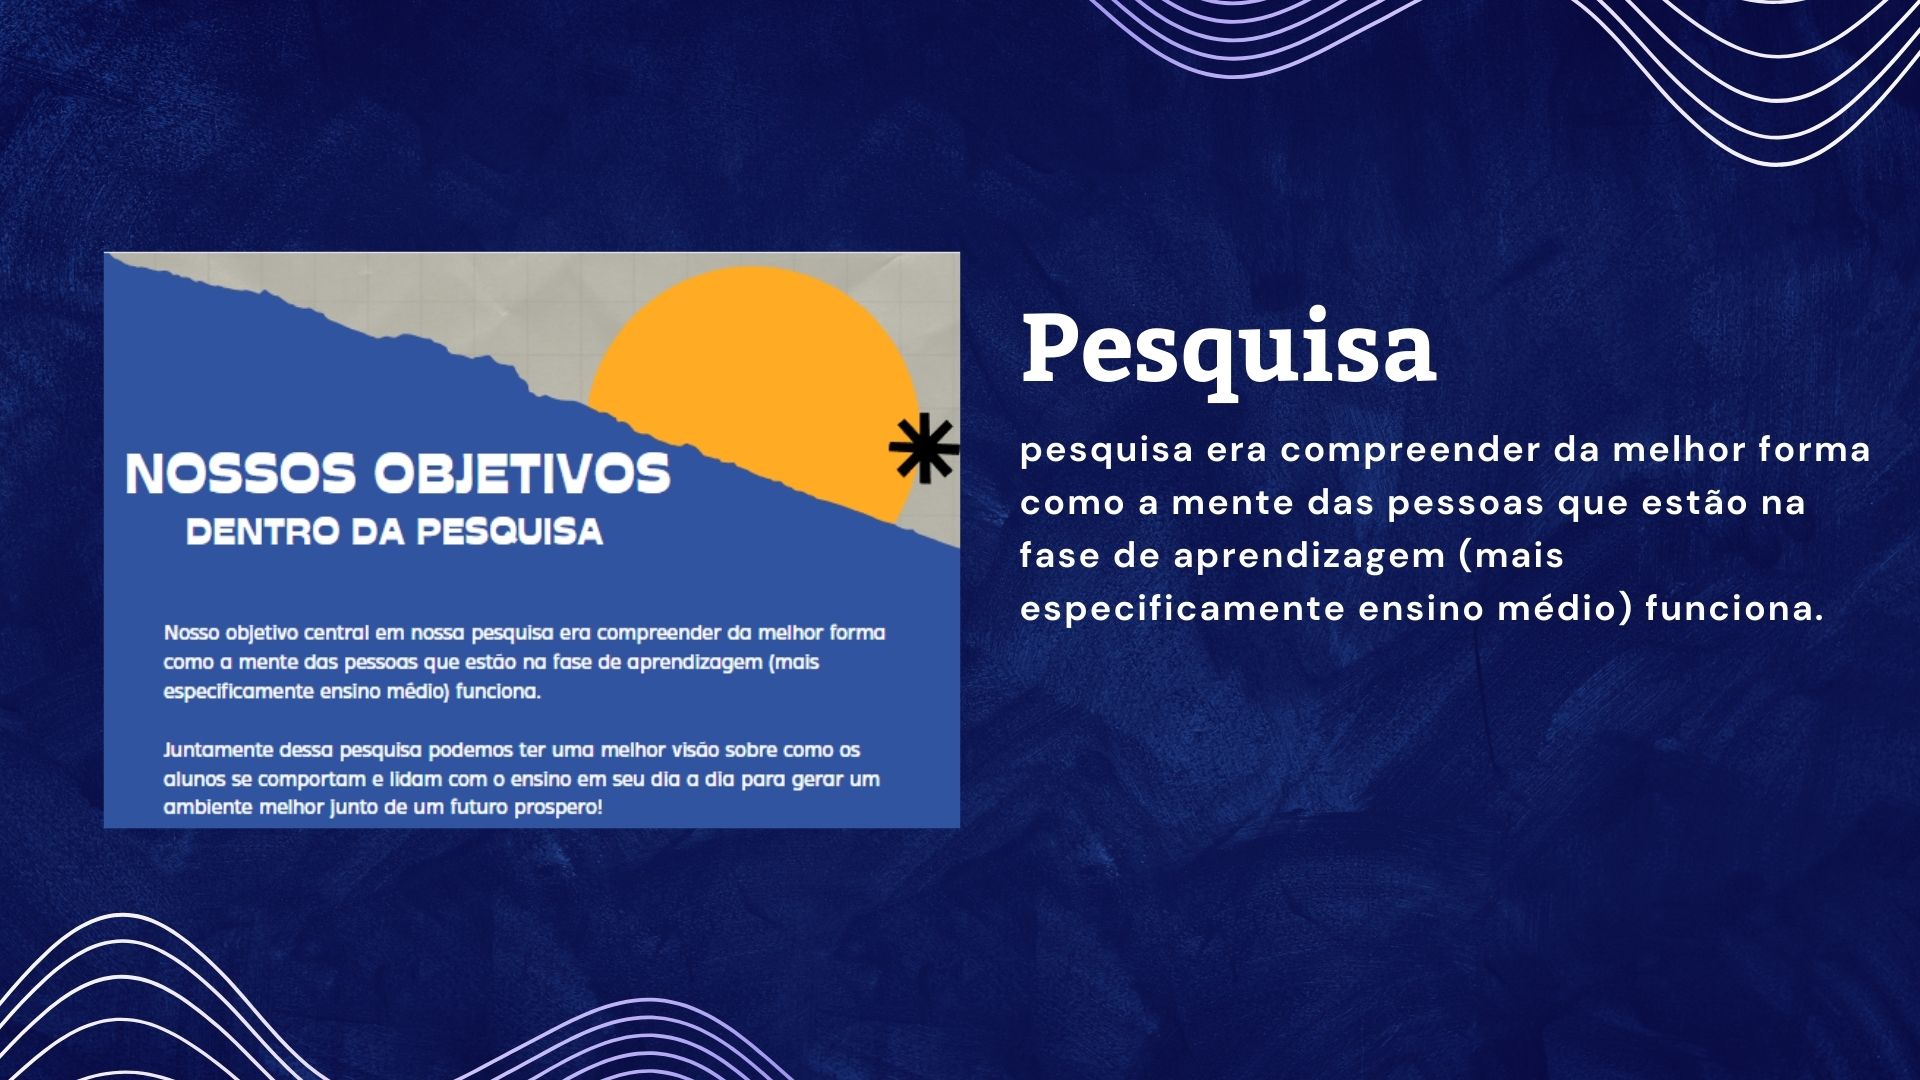 NOSSOS OBJETIVOS
DENTRO DA PESQUISA
Nosso objetivo central em nossa pesquisa era compreender da melhor forma
como a mente das pessoas que estão na fase de aprendizagem (mais
especificamente ensino médio) funciona.
Juntamente dessa pesquisa podemos ter uma melhor visão sobre como os
alunos se comportam e lidam com o ensino em seu dia a dia para gerar um
ambiente melhor junto de um futuro prospero!
Pesquisa
pesquisa era compreender da melhor forma
como a mente das pessoas que estão na
fase de aprendizagem (mais
especificamente ensino médio) funciona.